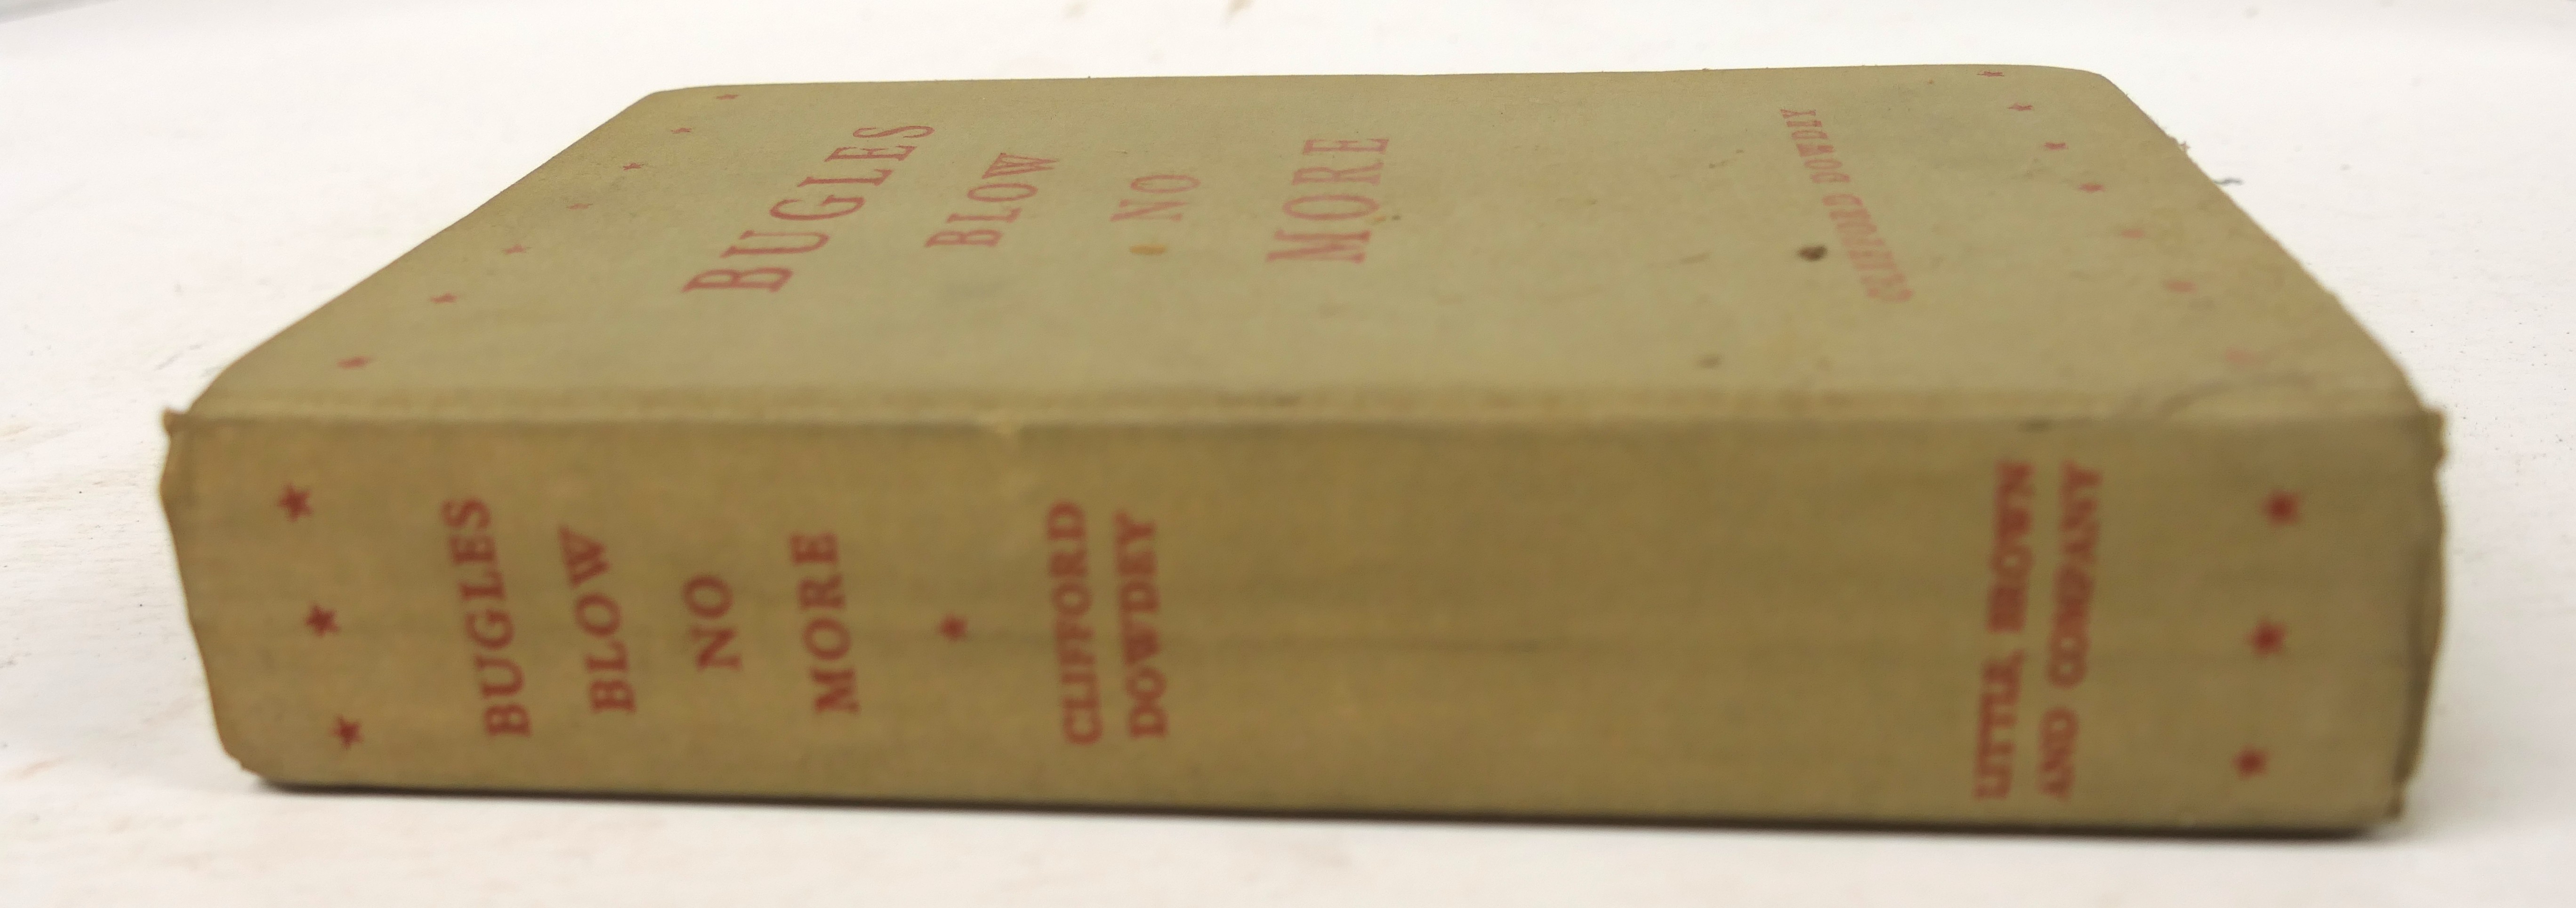 BUGLES
BLOW
NO
MORE
CLIFFORD DOWDEY
BUGLES
BLOW
NO
MORE
CLIFFORD
DOWDEY
LITTLE, BROWN
AND COMPANY